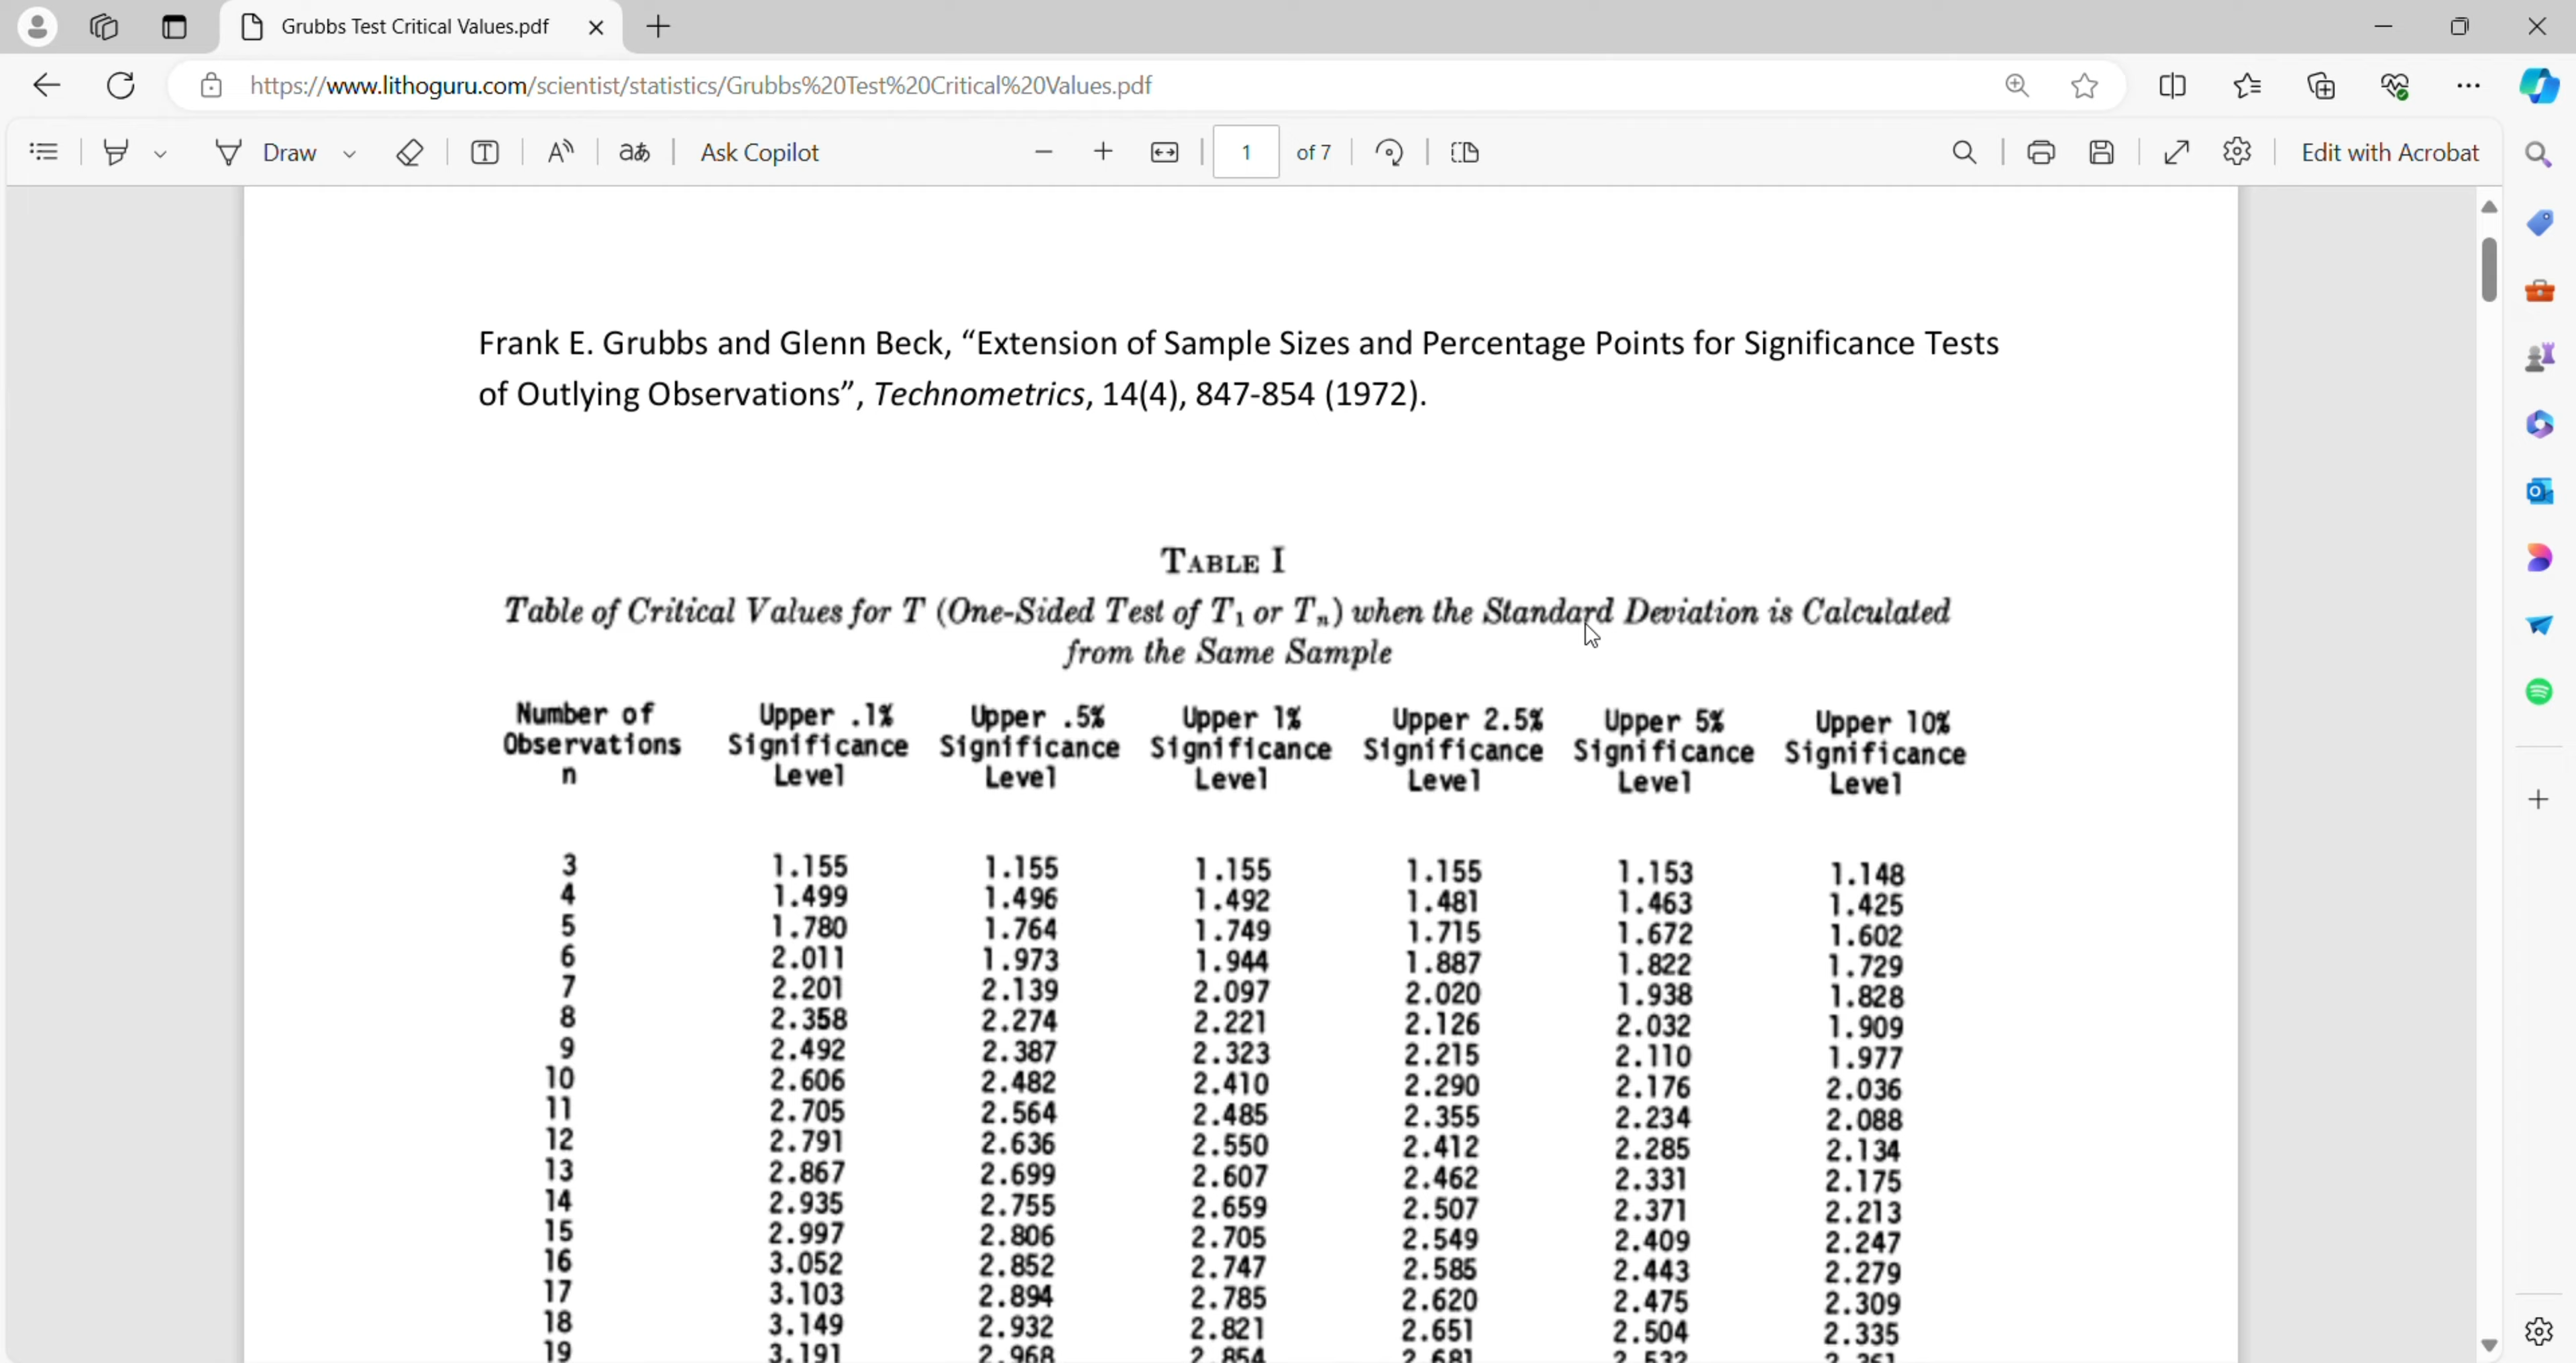 Grubbs Test Critical Values.pdf
https://www.lithoguru.com/scientist/statistics/Grubbs%20Test%20Critical%20Values.pdf
Draw T A aあ Ask Copilot 1 of 7 Edit with Acrobat
Frank E. Grubbs and Glenn Beck, “Extension of Sample Sizes and Percentage Points for Significance Tests
of Outlying Observations”, Technometrics, 14(4), 847-854 (1972).
TABLE I
Table of Critical Values for T (One-Sided Test of T1 or Tn) when the Standard Deviation is Calculated
from the Same Sample
Number of Upper .1% Upper .5% Upper 1% Upper 2.5% Upper 5% Upper 10%
Observations Significance Significance Significance Significance Significance Significance
n Level Level Level Level Level Level
3 1.155 1.155 1.155 1.155 1.153 1.148
4 1.499 1.496 1.492 1.481 1.463 1.425
5 1.780 1.764 1.749 1.715 1.672 1.602
6 2.011 1.973 1.944 1.887 1.822 1.729
7 2.201 2.139 2.097 2.020 1.938 1.828
8 2.358 2.274 2.221 2.126 2.032 1.909
9 2.492 2.387 2.323 2.215 2.110 1.977
10 2.606 2.482 2.410 2.290 2.176 2.036
11 2.705 2.564 2.485 2.355 2.234 2.088
12 2.791 2.636 2.550 2.412 2.285 2.134
13 2.867 2.699 2.607 2.462 2.331 2.175
14 2.935 2.755 2.659 2.507 2.371 2.213
15 2.997 2.806 2.705 2.549 2.409 2.247
16 3.052 2.852 2.747 2.585 2.443 2.279
17 3.103 2.894 2.785 2.620 2.475 2.309
18 3.149 2.932 2.821 2.651 2.504 2.335
19 3.191 2.968 2.854 2.681 2.532 2.361